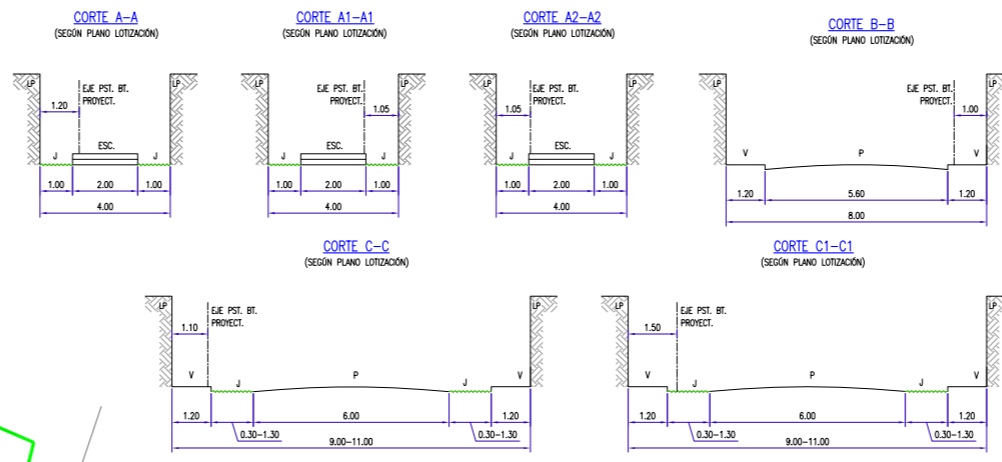 CORTE A-A
(SEGÚN PLANO LOTIZACIÓN)
LP
LP
EJE PST. BT.
PROYECT.
1.20
ESC.
J
J
1.00
2.00
1.00
4.00
CORTE A1-A1
(SEGÚN PLANO LOTIZACIÓN)
LP
LP
EJE PST. BT.
PROYECT.
1.05
ESC.
J
J
1.00
2.00
1.00
4.00
CORTE A2-A2
(SEGÚN PLANO LOTIZACIÓN)
LP
LP
EJE PST. BT.
PROYECT.
1.05
ESC.
J
J
1.00
2.00
1.00
4.00
CORTE B-B
(SEGÚN PLANO LOTIZACIÓN)
LP
LP
EJE PST. BT.
PROYECT.
1.00
V
P
V
1.20
5.60
1.20
8.00
CORTE C-C
(SEGÚN PLANO LOTIZACIÓN)
LP
LP
EJE PST. BT.
PROYECT.
1.10
V
J
P
J
V
1.20
6.00
1.20
0.30-1.30
0.30-1.30
9.00-11.00
CORTE C1-C1
(SEGÚN PLANO LOTIZACIÓN)
LP
LP
EJE PST. BT.
PROYECT.
1.50
V
J
P
J
V
1.20
6.00
1.20
0.30-1.30
0.30-1.30
9.00-11.00